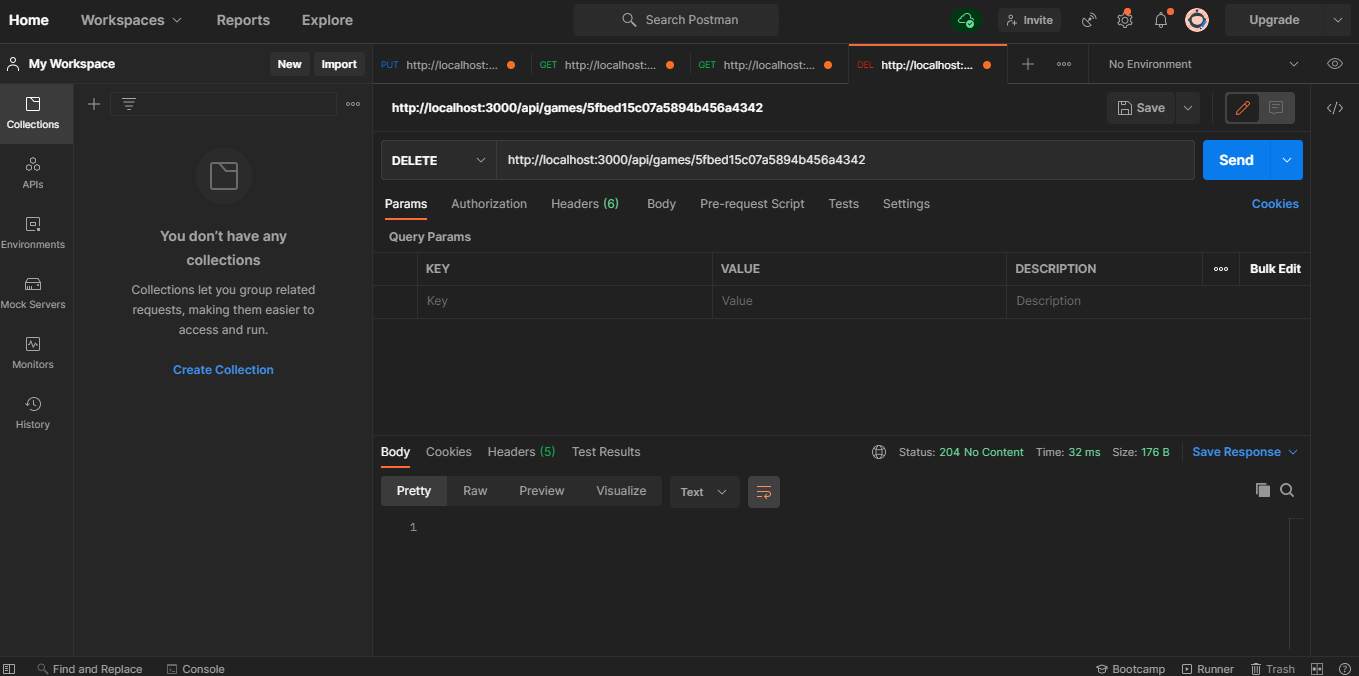 Home Workspaces Reports Explore Search Postman Invite Upgrade
My Workspace New Import
PUT http://localhost:... GET http://localhost:... GET http://localhost:... DEL http://localhost:... No Environment
Collections
APIs
Environments
Mock Servers
Monitors
History
You don't have any
collections
Collections let you group related
requests, making them easier to
access and run.
Create Collection
http://localhost:3000/api/games/5fbed15c07a5894b456a4342 Save
DELETE http://localhost:3000/api/games/5fbed15c07a5894b456a4342 Send
Params Authorization Headers (6) Body Pre-request Script Tests Settings Cookies
Query Params
KEY VALUE DESCRIPTION Bulk Edit
Key Value Description
Body Cookies Headers (5) Test Results Status: 204 No Content Time: 32 ms Size: 176 B Save Response
Pretty Raw Preview Visualize Text
1
Find and Replace Console Bootcamp Runner Trash